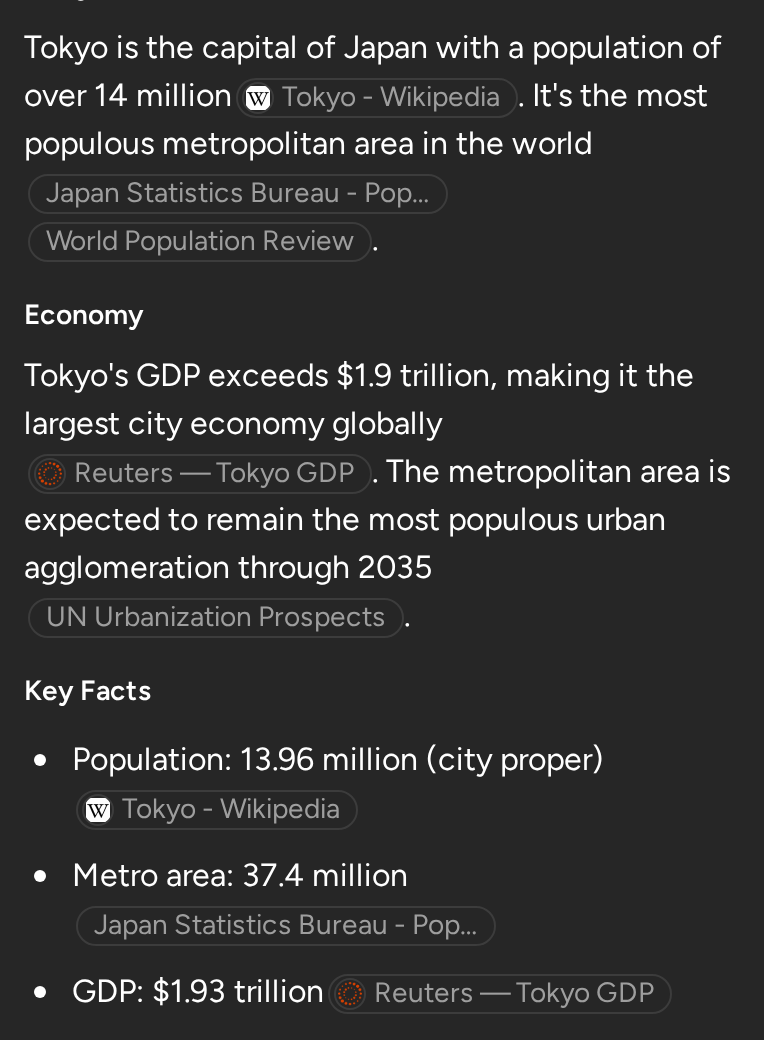 Tokyo is the capital of Japan with a population of
over 14 million W Tokyo - Wikipedia . It's the most
populous metropolitan area in the world
Japan Statistics Bureau - Pop...
World Population Review .
Economy
Tokyo's GDP exceeds $1.9 trillion, making it the
largest city economy globally
Reuters — Tokyo GDP . The metropolitan area is
expected to remain the most populous urban
agglomeration through 2035
UN Urbanization Prospects .
Key Facts
• Population: 13.96 million (city proper)
W Tokyo - Wikipedia
• Metro area: 37.4 million
Japan Statistics Bureau - Pop...
• GDP: $1.93 trillion Reuters — Tokyo GDP